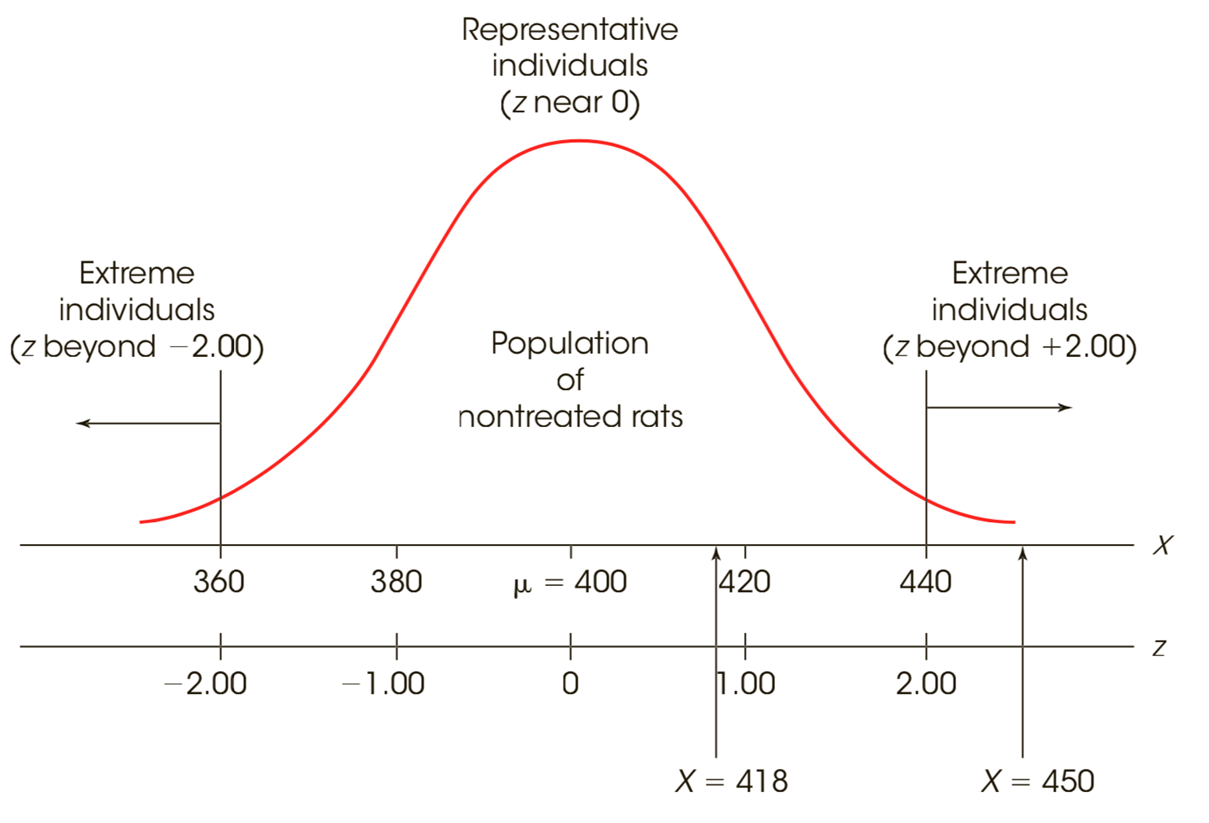 Representative
individuals
(z near 0)
Extreme
individuals
(z beyond −2.00)
Extreme
individuals
(z beyond +2.00)
Population
of
nontreated rats
X
360 380 μ = 400 420 440
z
−2.00 −1.00 0 1.00 2.00
X = 418 X = 450